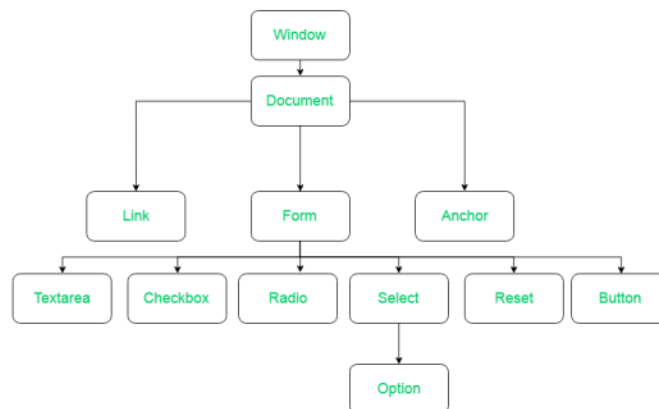 Window
Document
Link
Form
Anchor
Textarea
Checkbox
Radio
Select
Reset
Button
Option